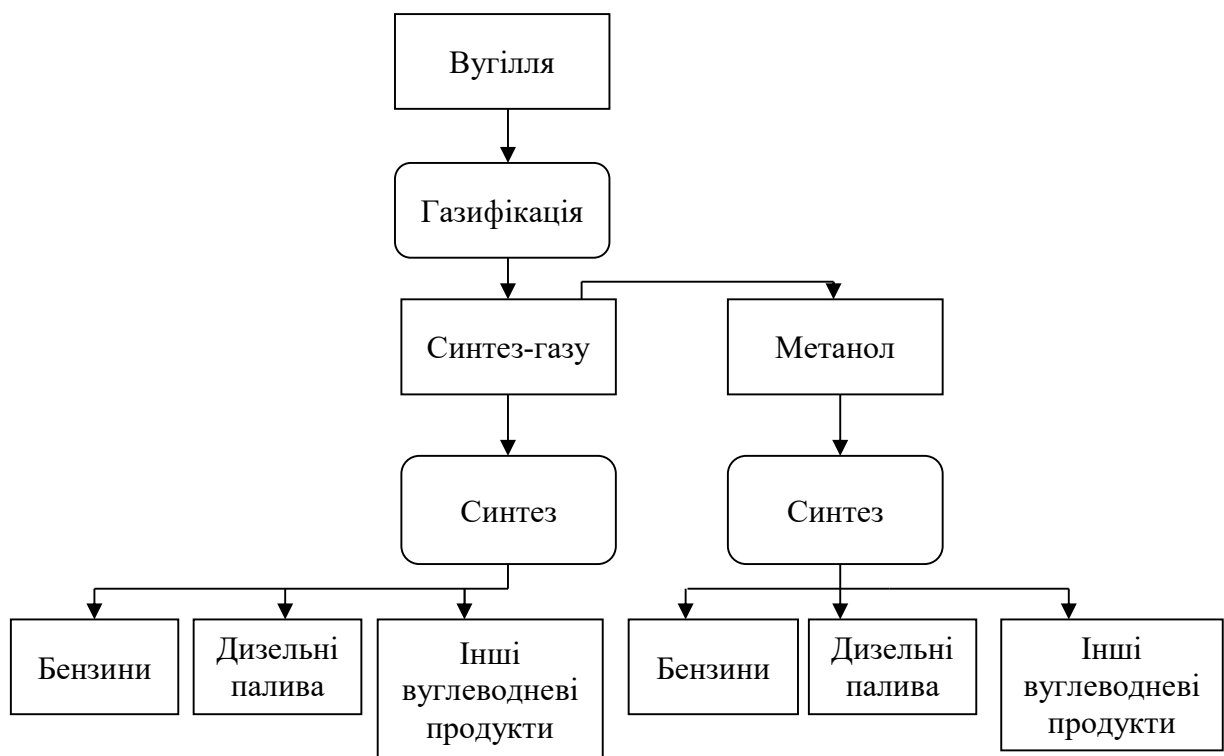 Вугілля
Газифікація
Синтез-газу
Метанол
Синтез
Синтез
Бензини
Дизельні
палива
Інші
вуглеводневі
продукти
Бензини
Дизельні
палива
Інші
вуглеводневі
продукти